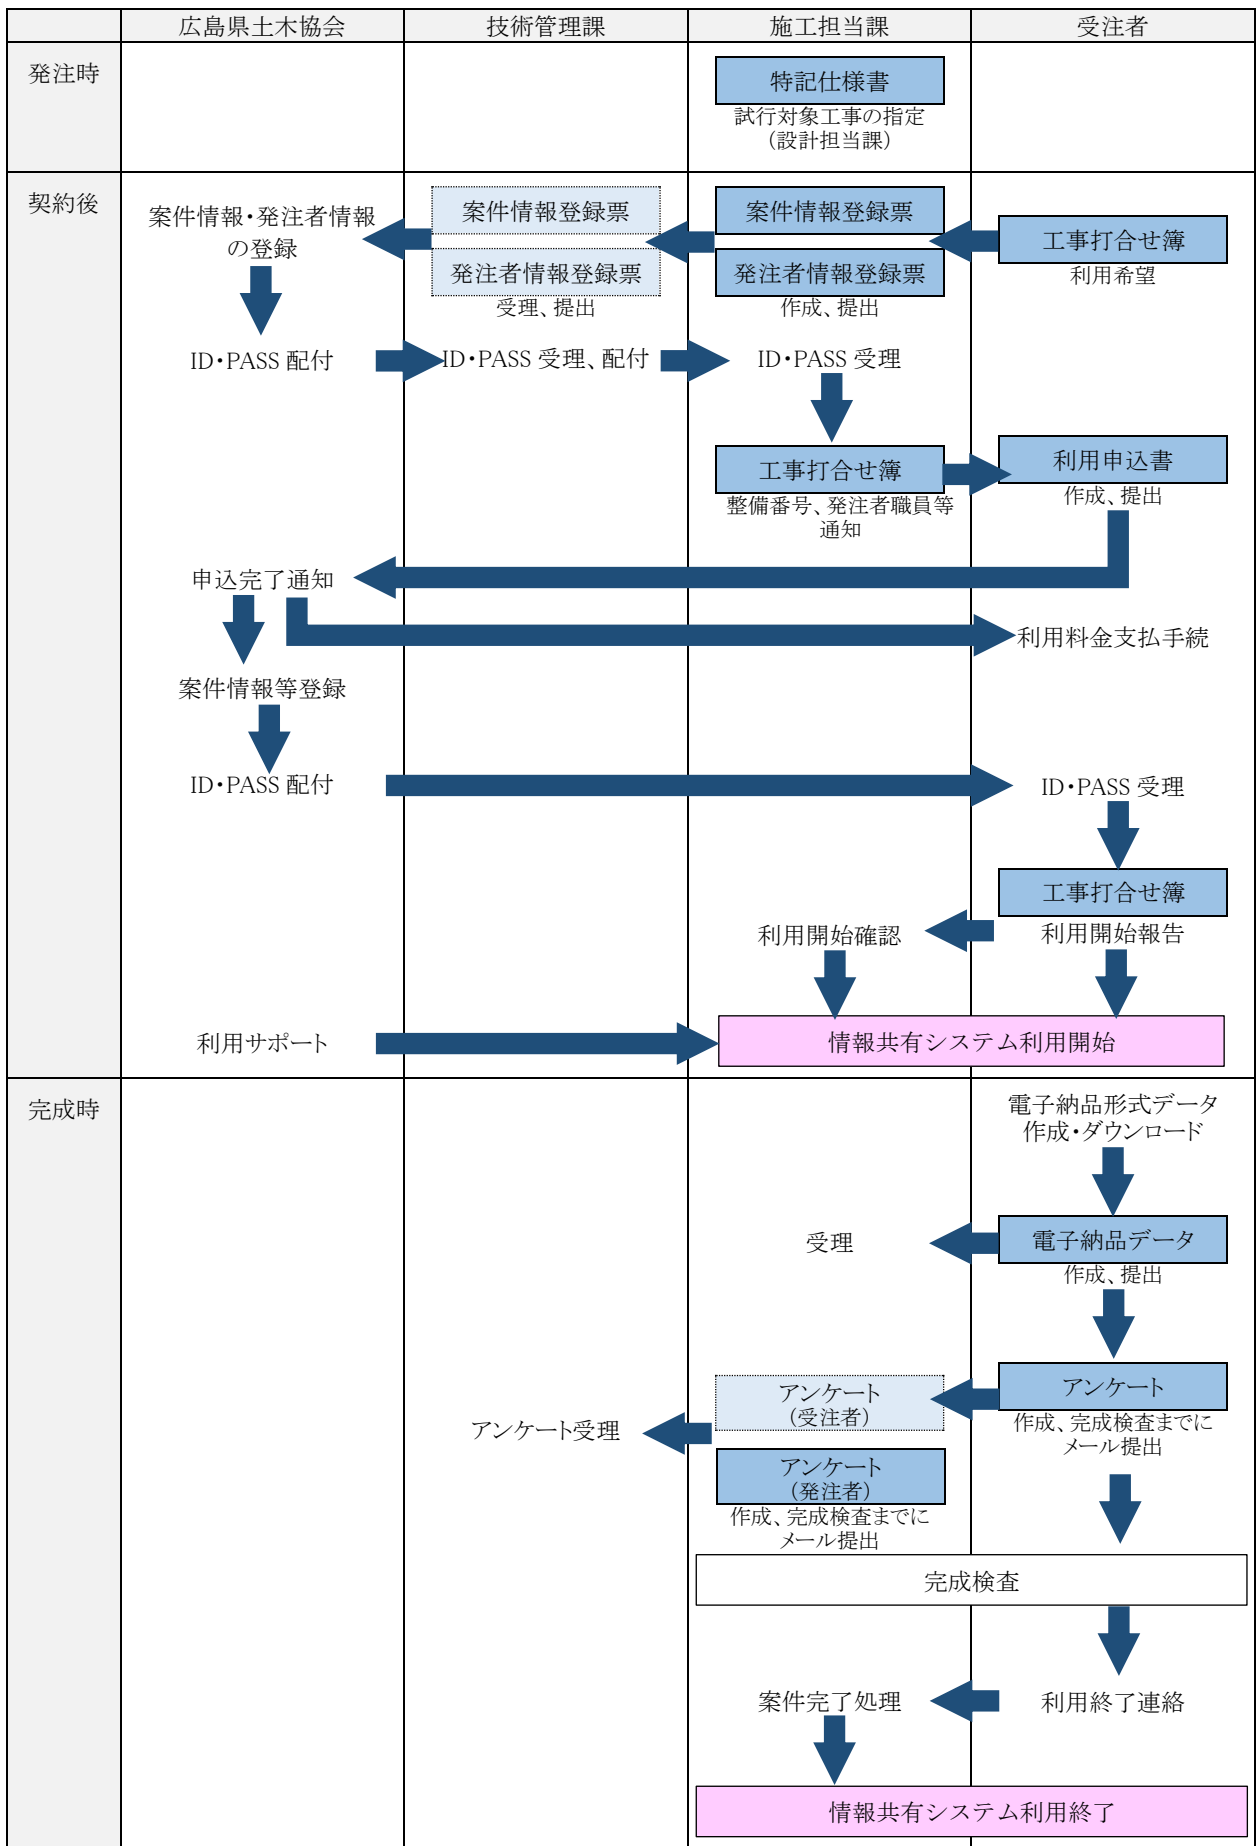 広島県土木協会
技術管理課
施工担当課
受注者
発注時
特記仕様書
試行対象工事の指定
（設計担当課）
契約後
案件情報・発注者情報
の登録
案件情報登録票
発注者情報登録票
受理、提出
案件情報登録票
発注者情報登録票
作成、提出
工事打合せ簿
利用希望
ID・PASS 配付
ID・PASS 受理、配付
ID・PASS 受理
工事打合せ簿
整備番号、発注者職員等
通知
利用申込書
作成、提出
申込完了通知
利用料金支払手続
案件情報等登録
ID・PASS 配付
ID・PASS 受理
工事打合せ簿
利用開始報告
利用開始確認
利用サポート
情報共有システム利用開始
完成時
電子納品形式データ
作成・ダウンロード
電子納品データ
作成、提出
受理
アンケート
作成、完成検査までに
メール提出
アンケート
（受注者）
アンケート受理
アンケート
（発注者）
作成、完成検査までに
メール提出
完成検査
案件完了処理
利用終了連絡
情報共有システム利用終了